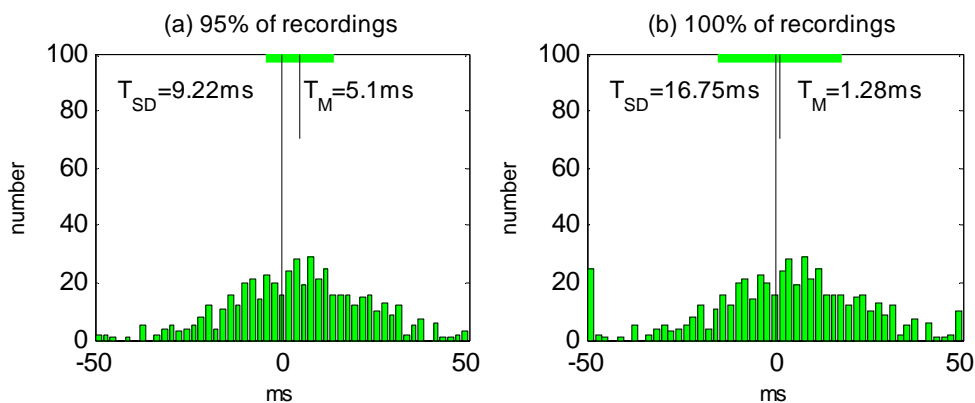 (a) 95% of recordings
100
80
60
40
20
0
number
T_SD=9.22ms
T_M=5.1ms
-50
0
50
ms
(b) 100% of recordings
100
80
60
40
20
0
number
T_SD=16.75ms
T_M=1.28ms
-50
0
50
ms